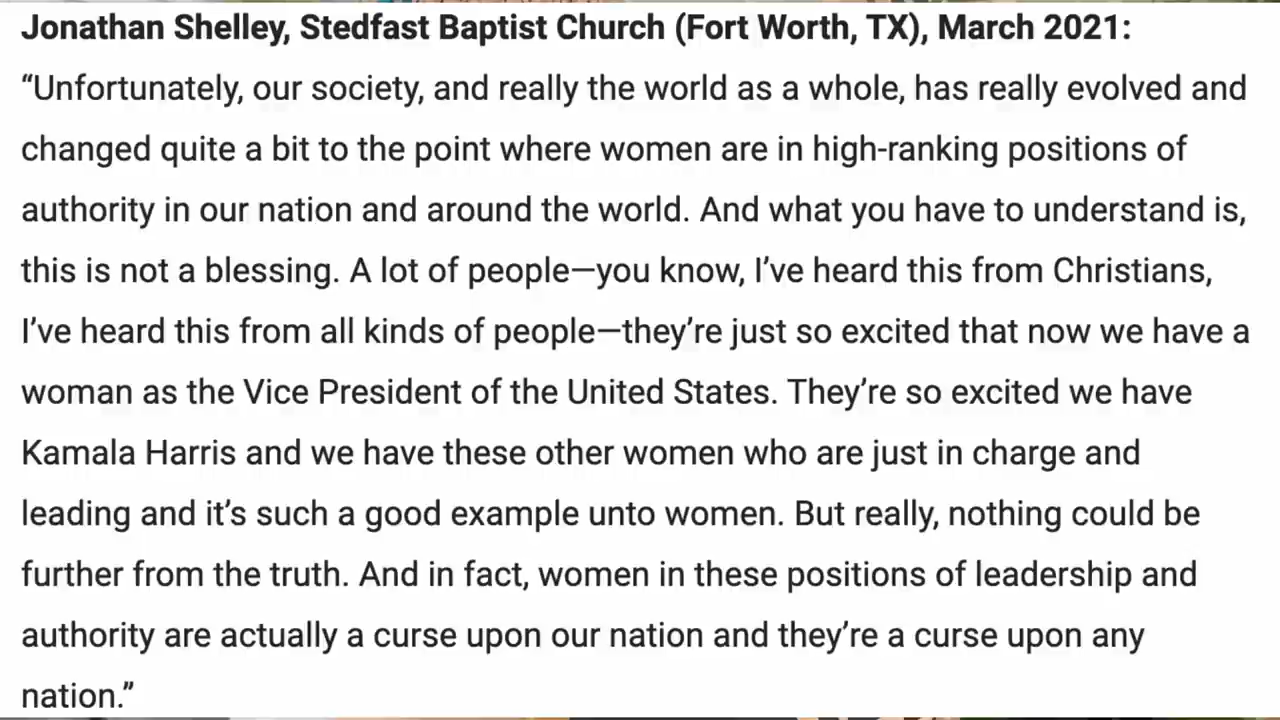 Jonathan Shelley, Stedfast Baptist Church (Fort Worth, TX), March 2021:
“Unfortunately, our society, and really the world as a whole, has really evolved and
changed quite a bit to the point where women are in high-ranking positions of
authority in our nation and around the world. And what you have to understand is,
this is not a blessing. A lot of people—you know, I’ve heard this from Christians,
I’ve heard this from all kinds of people—they’re just so excited that now we have a
woman as the Vice President of the United States. They’re so excited we have
Kamala Harris and we have these other women who are just in charge and
leading and it’s such a good example unto women. But really, nothing could be
further from the truth. And in fact, women in these positions of leadership and
authority are actually a curse upon our nation and they’re a curse upon any
nation.”